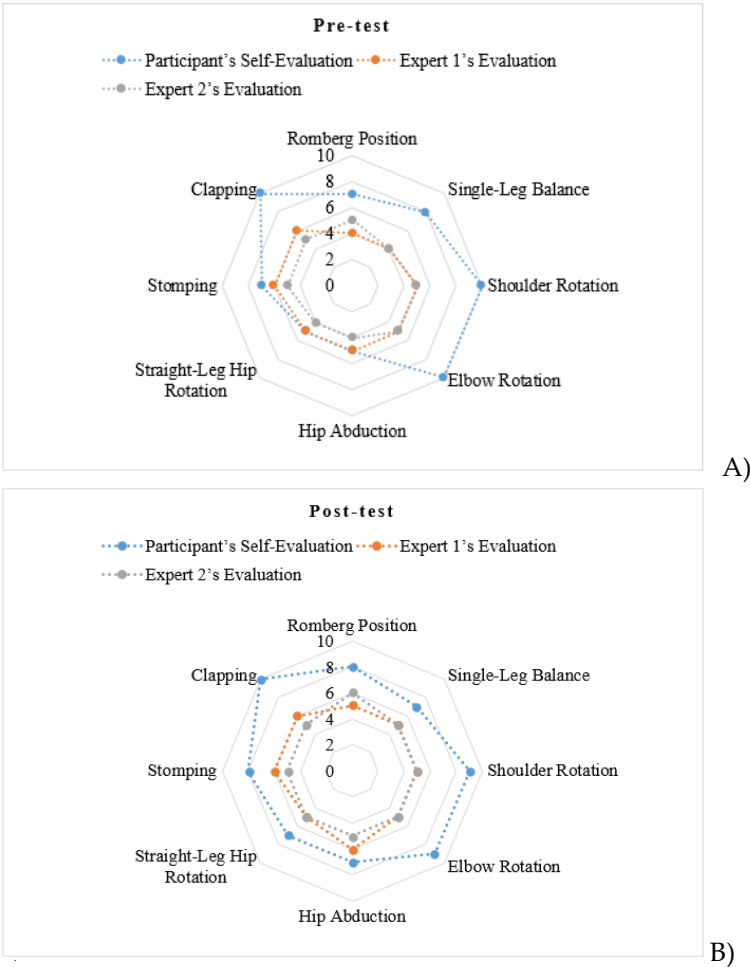 Pre-test
Participant’s Self-Evaluation Expert 1’s Evaluation
Expert 2’s Evaluation
Romberg Position
10
Clapping 8 Single-Leg Balance
6
4
2
Stomping 0 Shoulder Rotation
Straight-Leg Hip
Rotation Elbow Rotation
Hip Abduction
A)
Post-test
Participant’s Self-Evaluation Expert 1’s Evaluation
Expert 2’s Evaluation
Romberg Position
10
Clapping 8 Single-Leg Balance
6
4
2
Stomping 0 Shoulder Rotation
Straight-Leg Hip
Rotation Elbow Rotation
Hip Abduction
B)